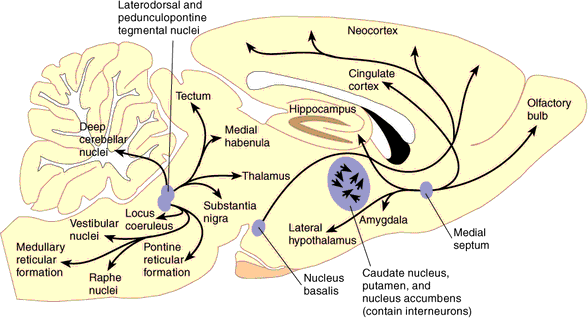 Laterodorsal and
pedunculopontine
tegmental nuclei
Neocortex
Cingulate
cortex
Tectum
Hippocampus
Olfactory
bulb
Deep
cerebellar
nuclei
Medial
habenula
Thalamus
Substantia
nigra
Locus
coeruleus
Vestibular
nuclei
Amygdala
Lateral
hypothalamus
Medial
septum
Medullary
reticular
formation
Pontine
reticular
formation
Raphe
nuclei
Nucleus
basalis
Caudate nucleus,
putamen, and
nucleus accumbens
(contain interneurons)